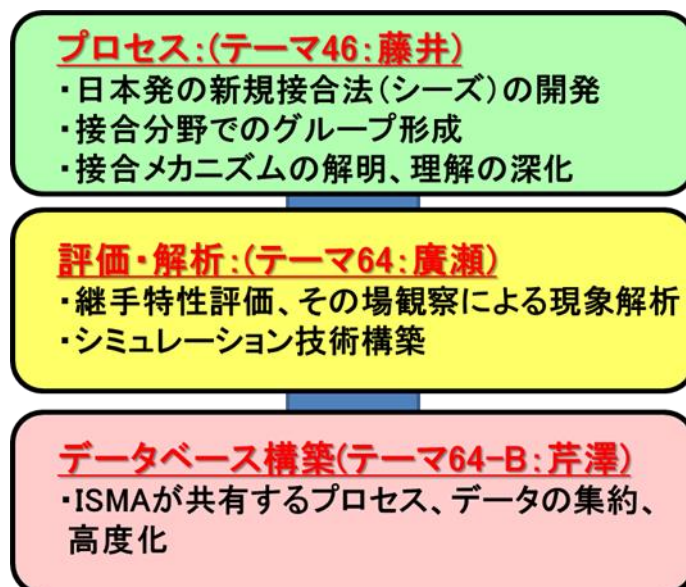 プロセス:(テーマ46:藤井)
・日本発の新規接合法(シーズ)の開発
・接合分野でのグループ形成
・接合メカニズムの解明、理解の深化
評価・解析:(テーマ64:廣瀬)
・継手特性評価、その場観察による現象解析
・シミュレーション技術構築
データベース構築(テーマ64-B:芹澤)
・ISMAが共有するプロセス、データの集約、
高度化